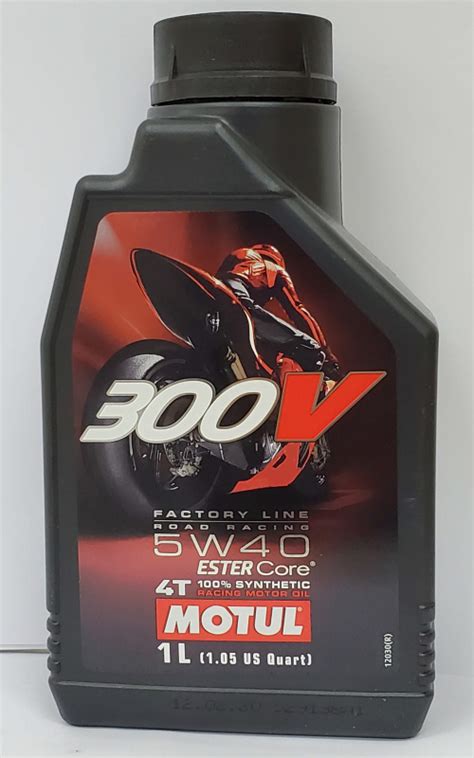 300V
FACTORY LINE
ROAD RACING
5W40
ESTER Core®
4T 100% SYNTHETIC
RACING MOTOR OIL
MOTUL
1L (1.05 US Quart)
12030(R)